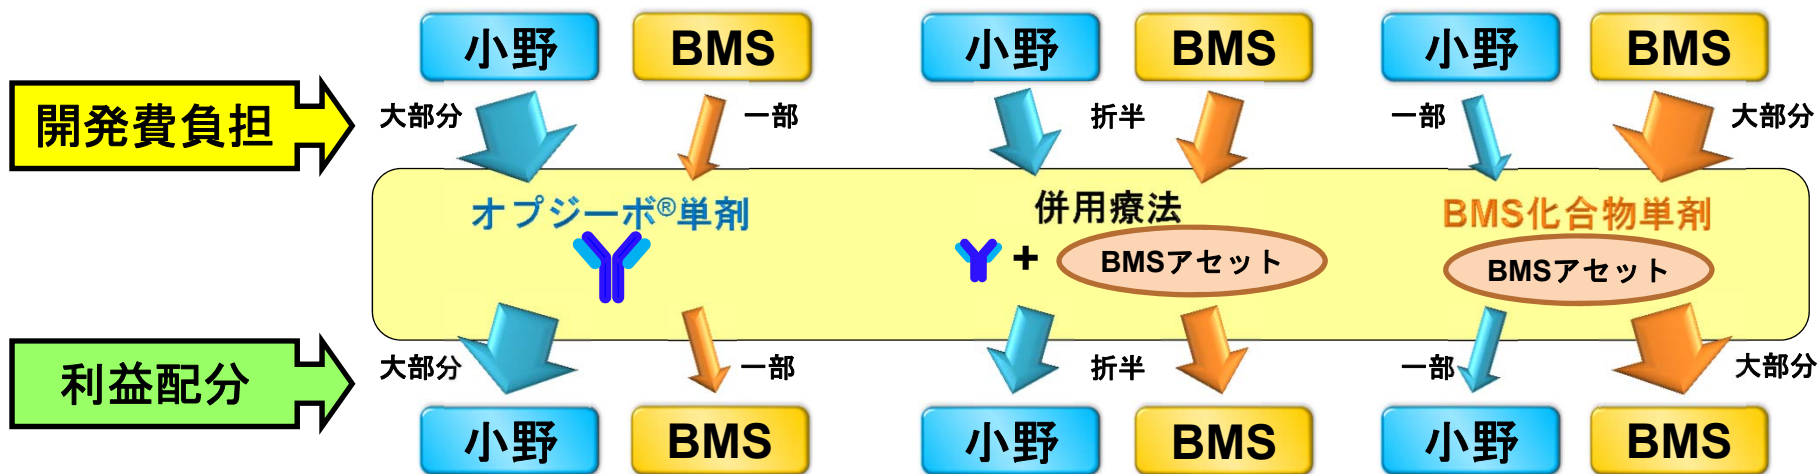 小野 BMS 小野 BMS 小野 BMS
開発費負担 大部分 一部 折半 一部 大部分
オプジーボ®単剤 併用療法 BMS化合物単剤
+ BMSアセット BMSアセット
利益配分 大部分 一部 折半 一部 大部分
小野 BMS 小野 BMS 小野 BMS